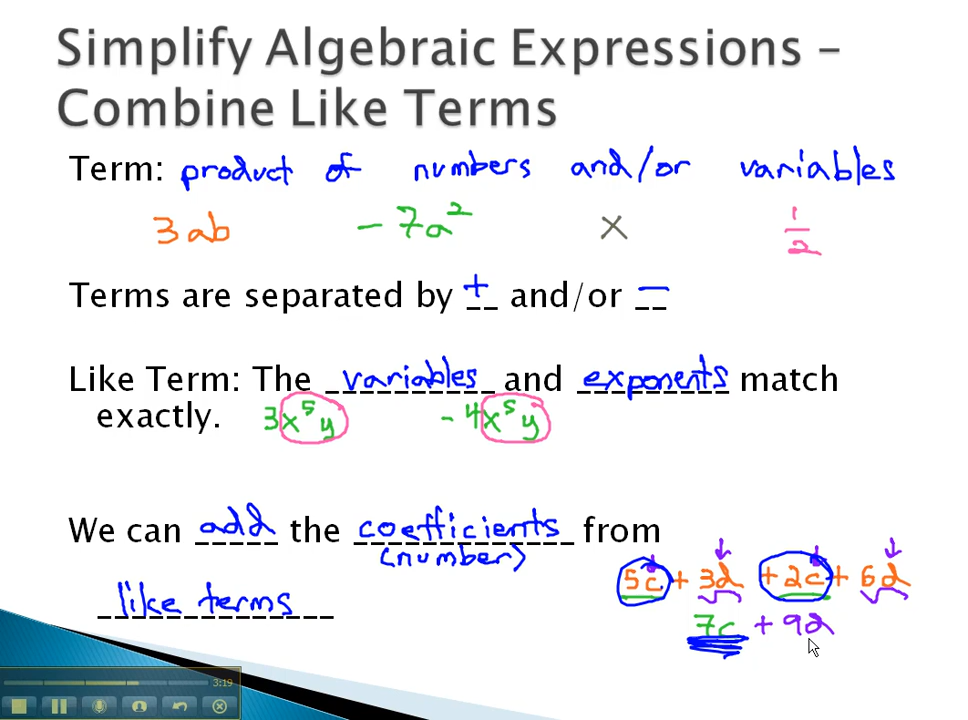 Simplify Algebraic Expressions –
Combine Like Terms
Term: product of numbers and/or variables
3ab -7a² x 1/2
Terms are separated by + and/or −
Like Term: The variables and exponents match
exactly. 3x⁵y -4x⁵y
We can add the coefficients from
(number)
like terms
5c + 3d + 2c + 6d
7c + 9d
3:19